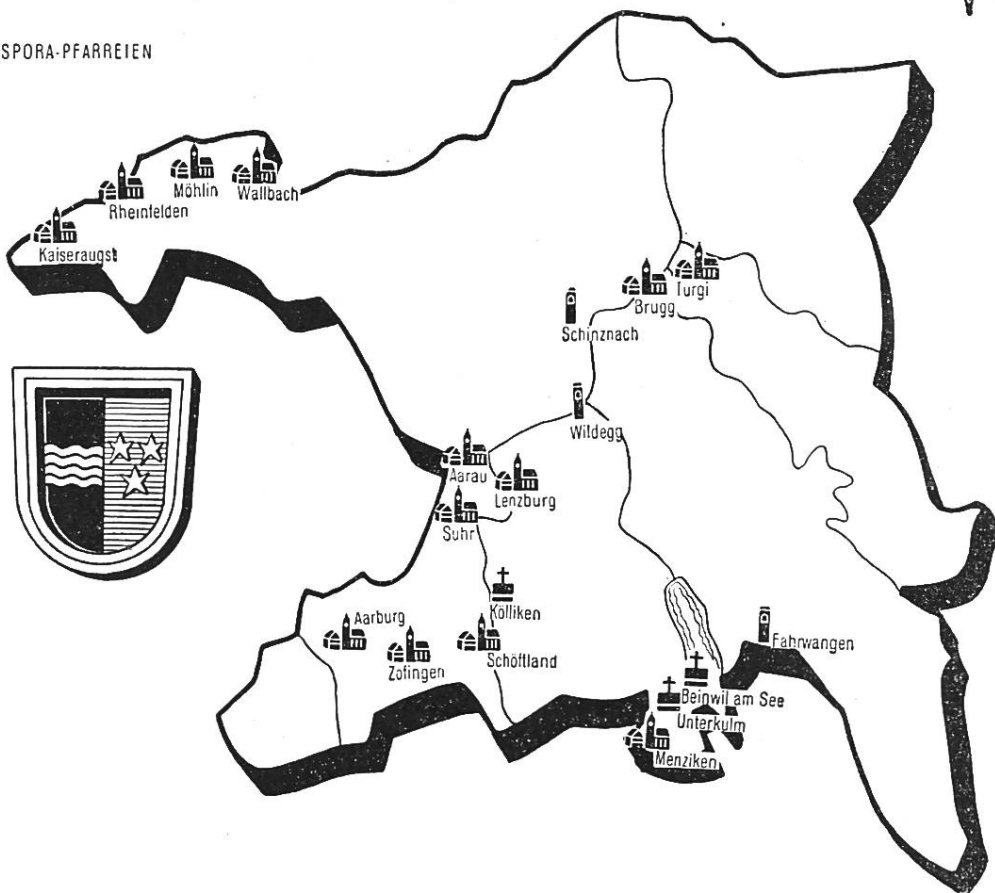 SPORA-PFARREIEN
Möhlin
Wallbach
Rheinfelden
Kaiseraugst
Turgi
Brugg
Schinznach
Wildegg
Aarau
Lenzburg
Suhr
Kölliken
Aarburg
Zofingen
Schöftland
Fahrwangen
Beinwil am See
Unterkulm
Menziken